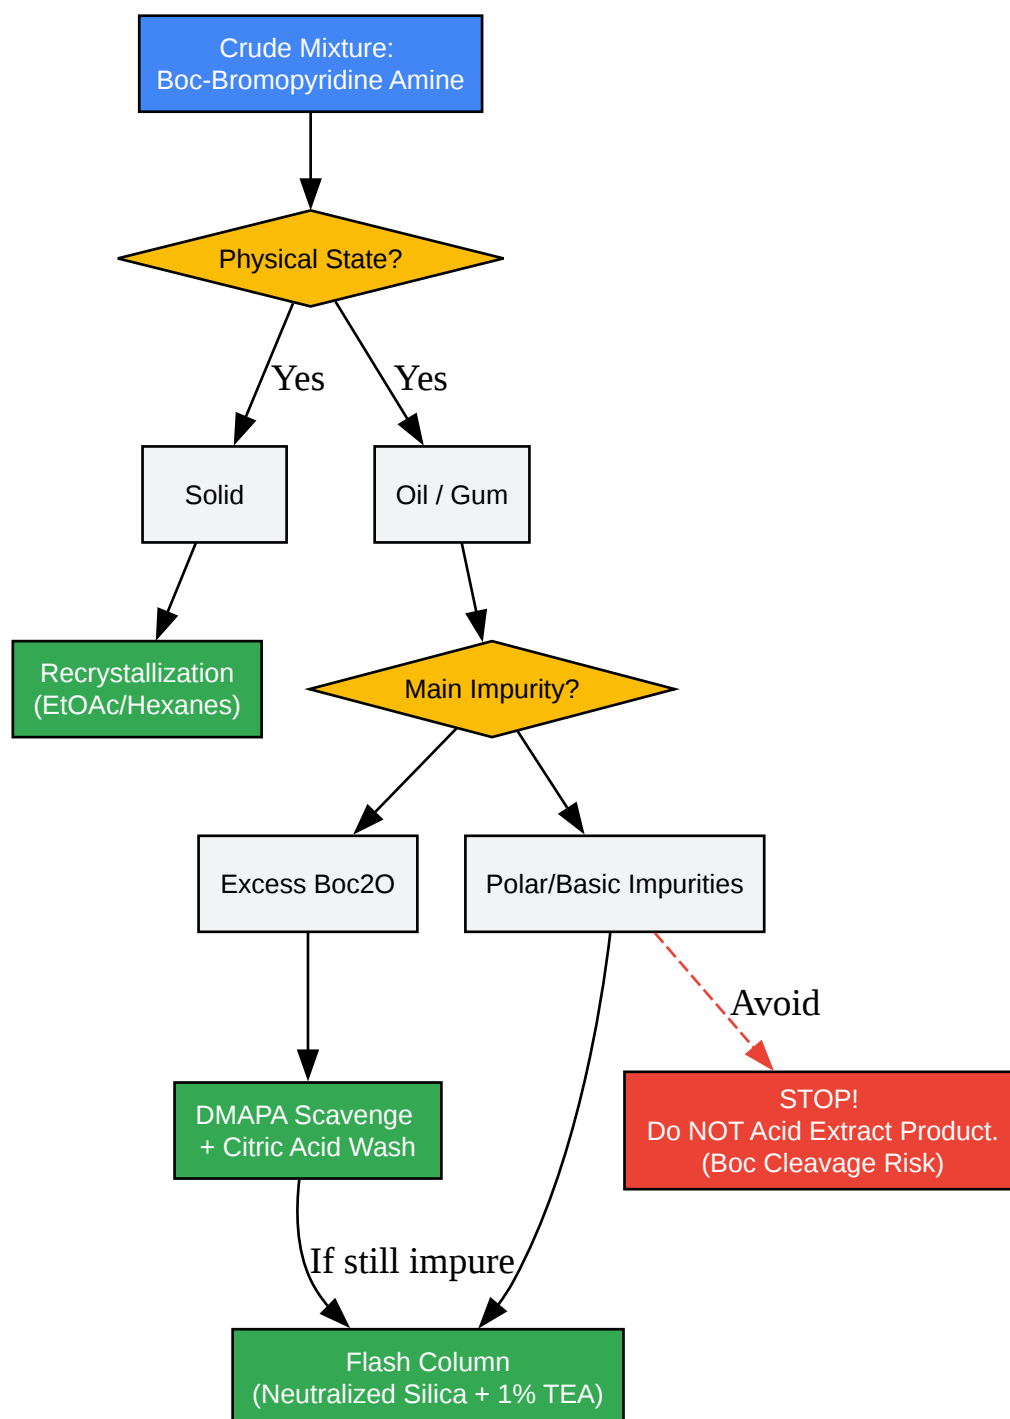 Crude Mixture:
Boc-Bromopyridine Amine
Physical State?
Yes
Yes
Solid
Oil / Gum
Recrystallization
(EtOAc/Hexanes)
Main Impurity?
Excess Boc2O
Polar/Basic Impurities
Avoid
DMAPA Scavenge
+ Citric Acid Wash
STOP!
Do NOT Acid Extract Product.
(Boc Cleavage Risk)
If still impure
Flash Column
(Neutralized Silica + 1% TEA)